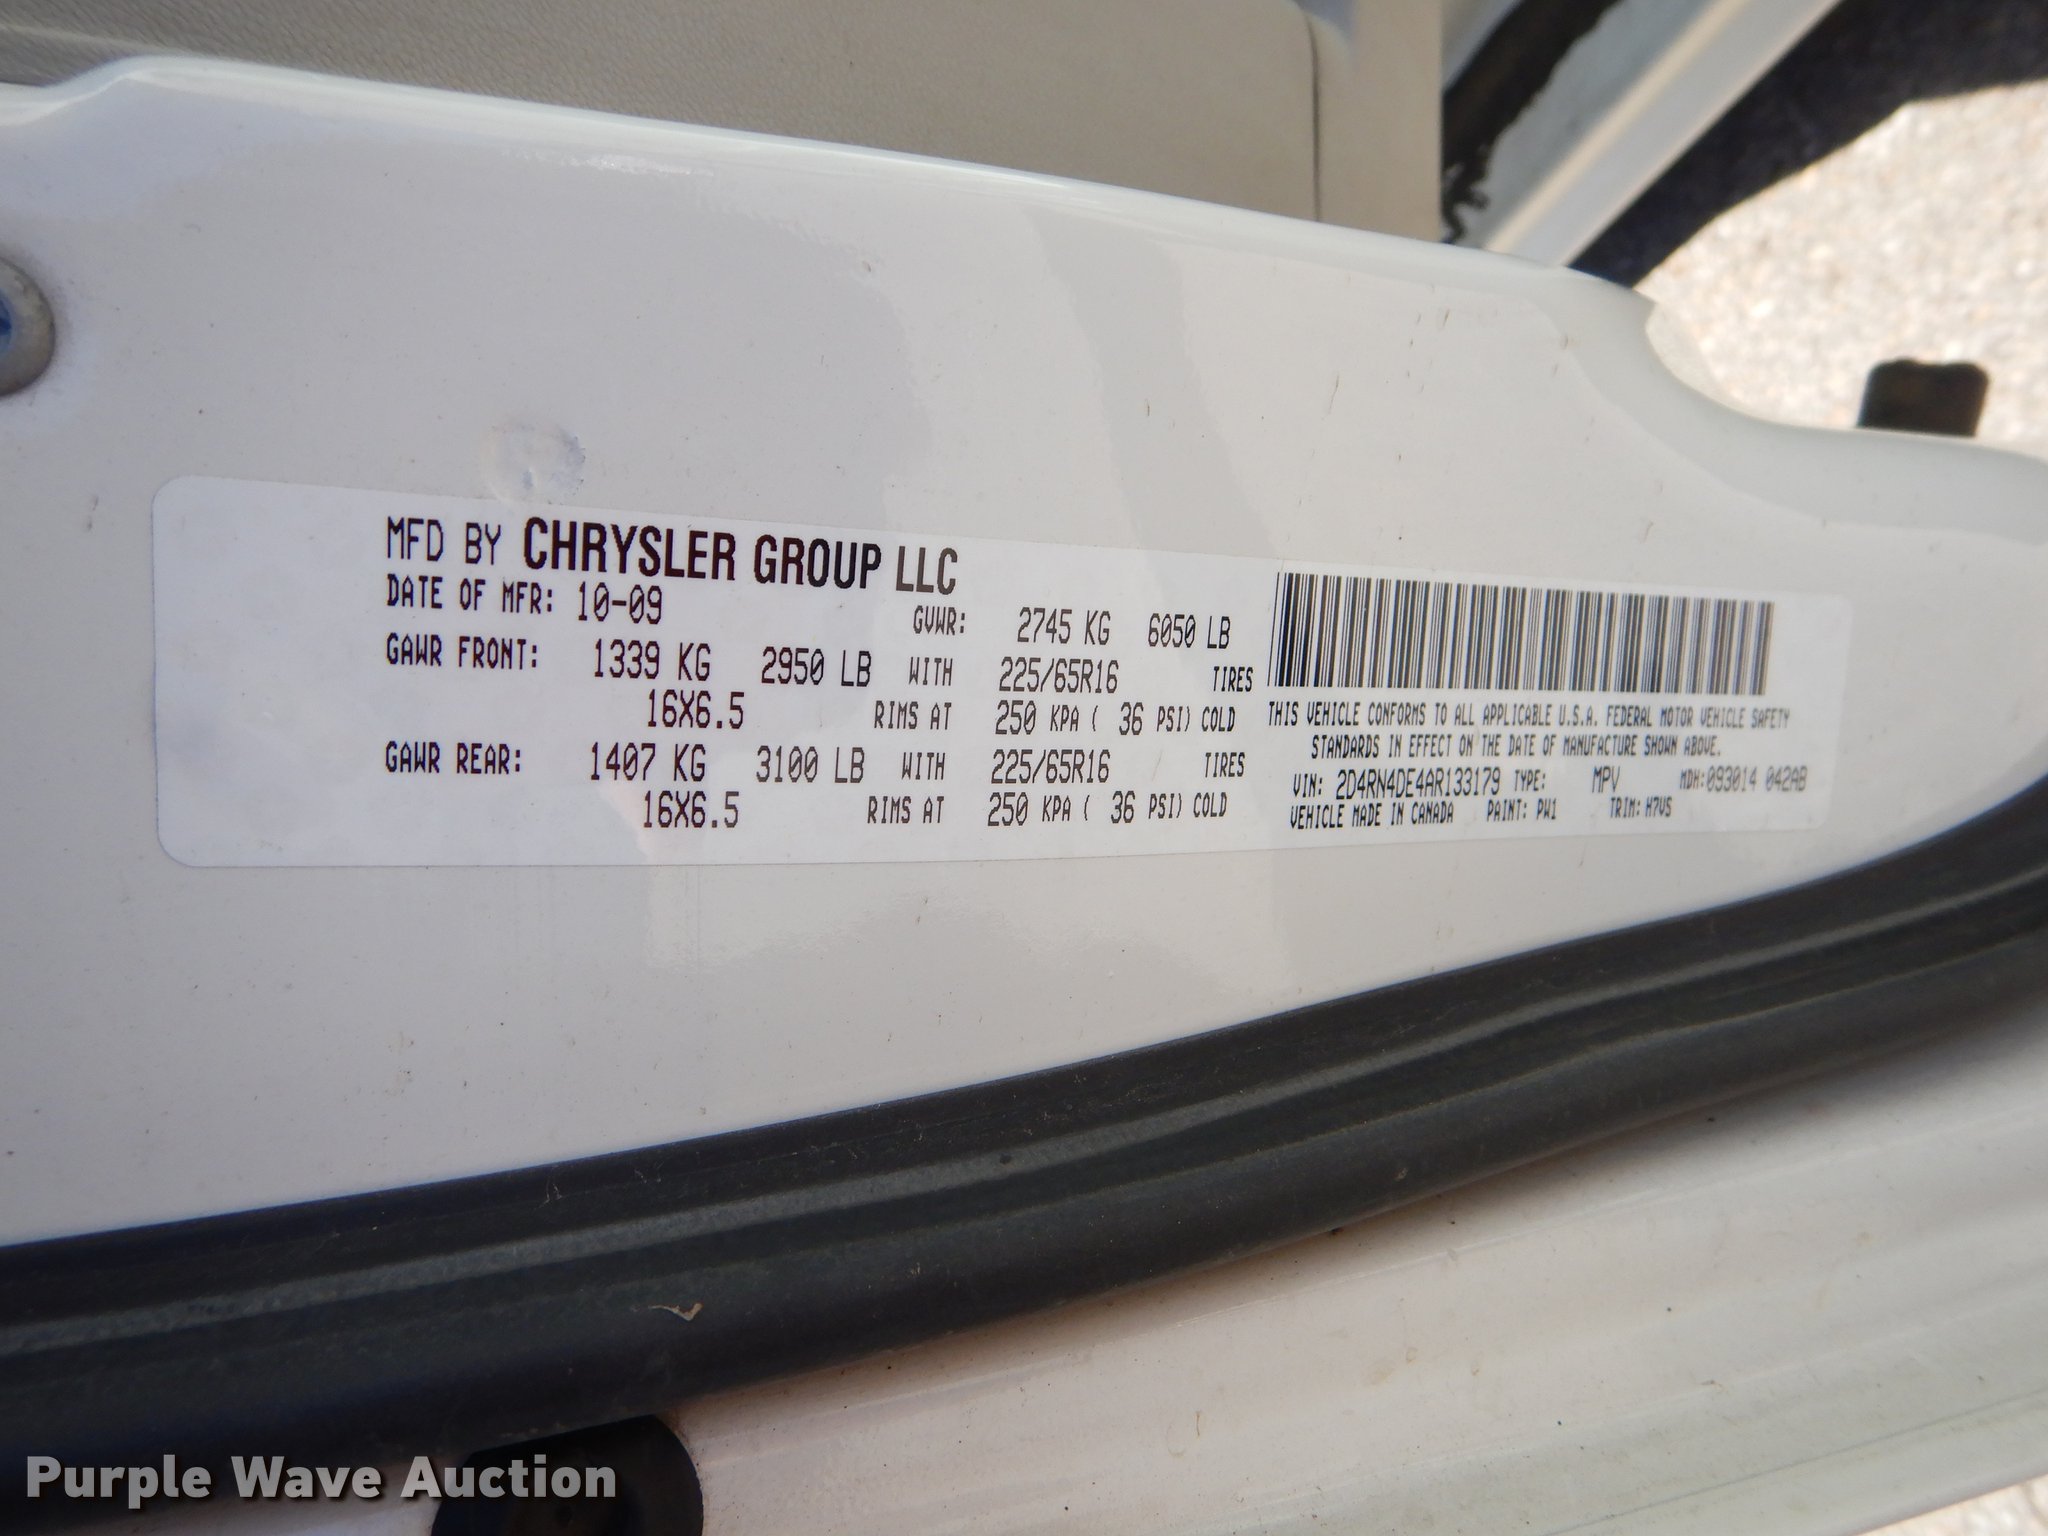 MFD BY CHRYSLER GROUP LLC
DATE OF MFR: 10-09 GVWR: 2745 KG 6050 LB
GAWR FRONT: 1339 KG 2950 LB WITH 225/65R16 TIRES
16X6.5 RIMS AT 250 KPA ( 36 PSI) COLD
GAWR REAR: 1407 KG 3100 LB WITH 225/65R16 TIRES
16X6.5 RIMS AT 250 KPA ( 36 PSI) COLD
THIS VEHICLE CONFORMS TO ALL APPLICABLE U.S.A. FEDERAL MOTOR VEHICLE SAFETY
STANDARDS IN EFFECT ON THE DATE OF MANUFACTURE SHOWN ABOVE.
VIN: 2D4RN4DE4AR133179 TYPE: MPV MDH:093014 042AB
VEHICLE MADE IN CANADA PAINT: PW1 TRIM: H7VS
Purple Wave Auction